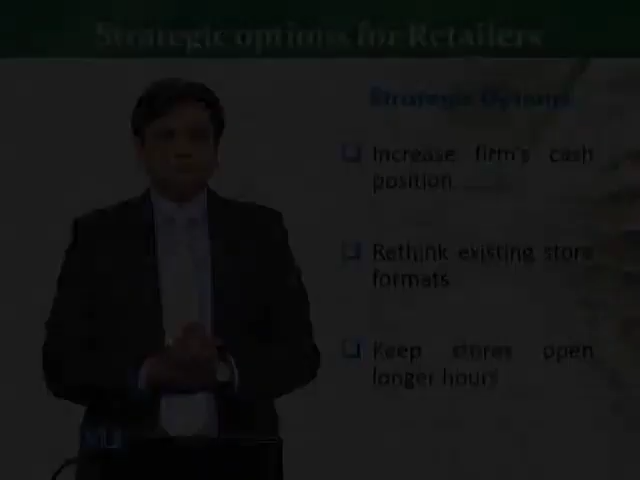 Strategic options for Retailers
Strategic Options
Increase firm's cash
position
Rethink existing store
formats
Keep stores open
longer hours